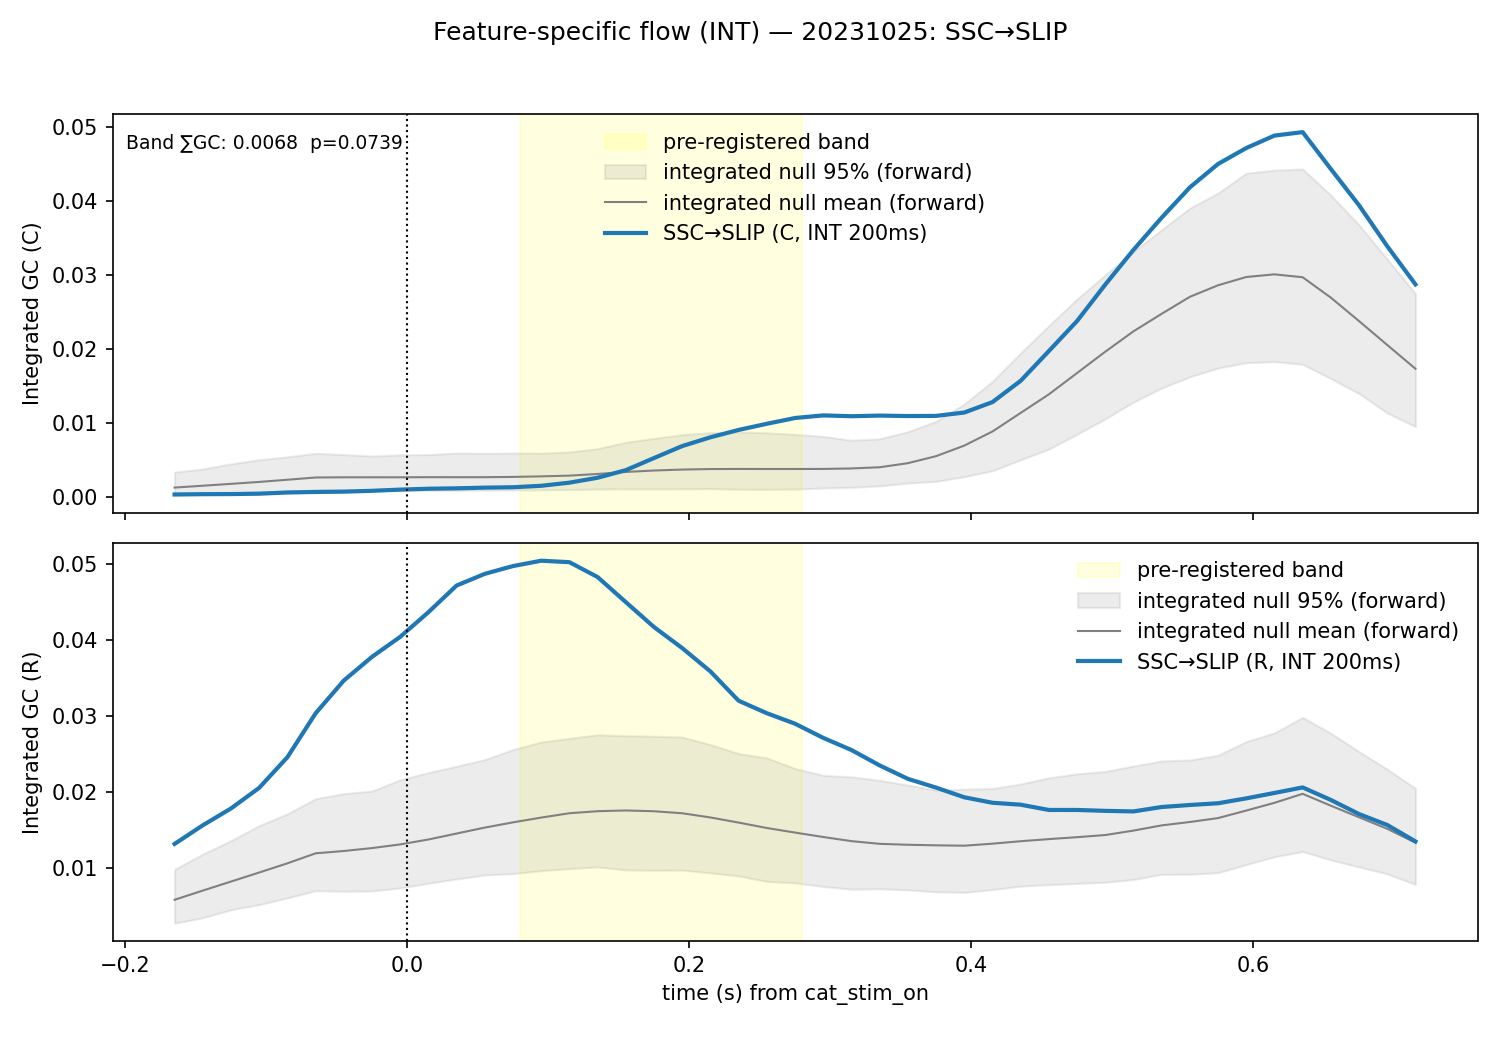 Feature-specific flow (INT) — 20231025: SSC→SLIP
Band ∑GC: 0.0068  p=0.0739
pre-registered band
integrated null 95% (forward)
integrated null mean (forward)
SSC→SLIP (C, INT 200ms)
Integrated GC (C)
0.05
0.04
0.03
0.02
0.01
0.00
pre-registered band
integrated null 95% (forward)
integrated null mean (forward)
SSC→SLIP (R, INT 200ms)
Integrated GC (R)
0.05
0.04
0.03
0.02
0.01
−0.2 0.0 0.2 0.4 0.6
time (s) from cat_stim_on